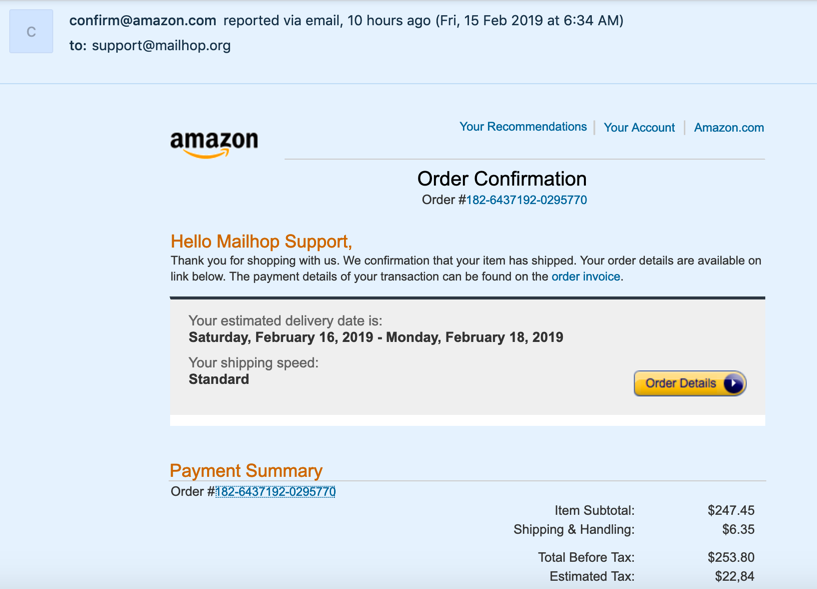 C
confirm@amazon.com reported via email, 10 hours ago (Fri, 15 Feb 2019 at 6:34 AM)
to: support@mailhop.org
amazon
Your Recommendations | Your Account | Amazon.com
Order Confirmation
Order #182-6437192-0295770
Hello Mailhop Support,
Thank you for shopping with us. We confirmation that your item has shipped. Your order details are available on
link below. The payment details of your transaction can be found on the order invoice.
Your estimated delivery date is:
Saturday, February 16, 2019 - Monday, February 18, 2019
Your shipping speed:
Standard
Order Details
Payment Summary
Order #182-6437192-0295770
Item Subtotal: $247.45
Shipping & Handling: $6.35
Total Before Tax: $253.80
Estimated Tax: $22,84